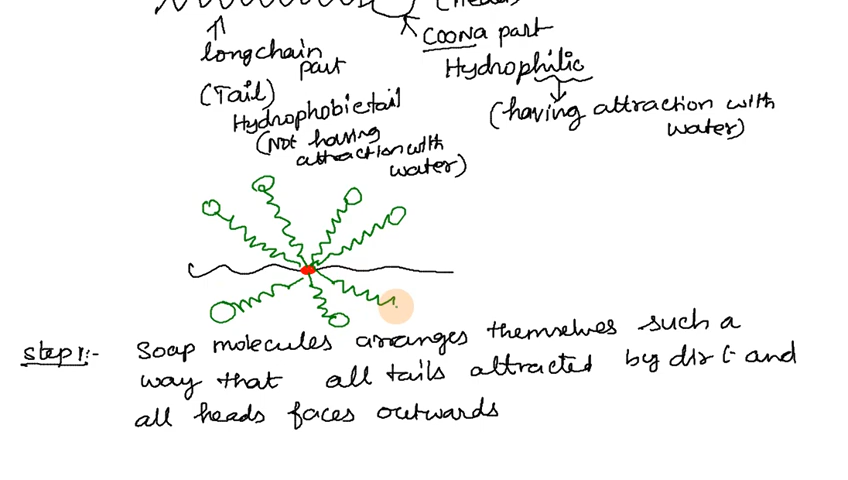 (Head)
longchain part
(Tail)
Hydrophobic tail
(Not having attraction with water)
COONa part
Hydrophilic
(having attraction with water)
step1:- Soap molecules arranges themselves such a
way that all tails attracted by dirt and
all heads faces outwards